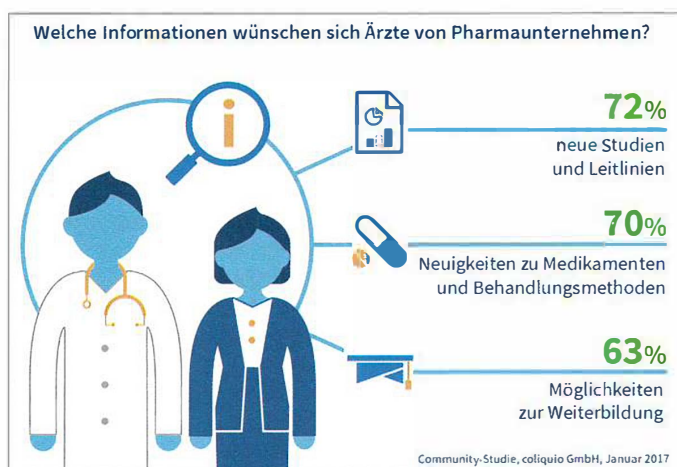 Welche Informationen wünschen sich Ärzte von Pharmaunternehmen?
72%
neue Studien
und Leitlinien
70%
Neuigkeiten zu Medikamenten
und Behandlungsmethoden
63%
Möglichkeiten
zur Weiterbildung
Community-Studie, coliquio GmbH, Januar 2017